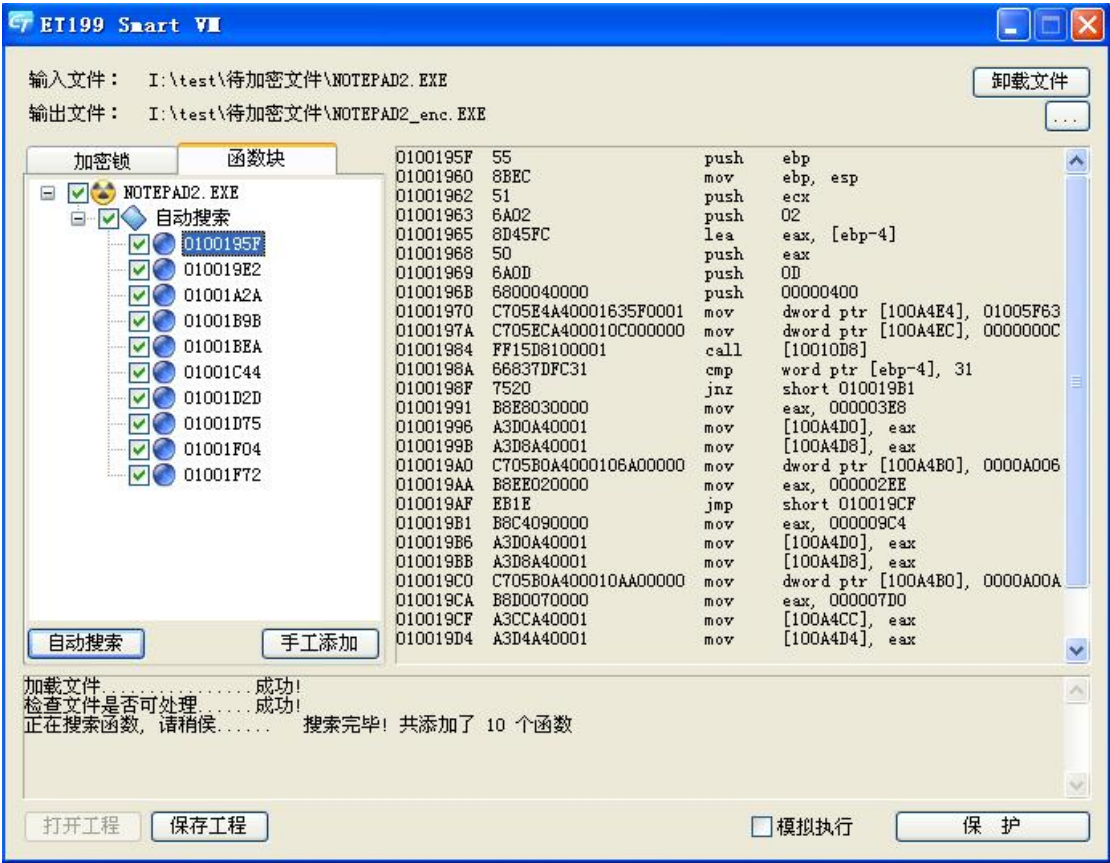 ET199 Smart VM
输入文件： I:\test\待加密文件\NOTEPAD2.EXE
卸载文件
输出文件： I:\test\待加密文件\NOTEPAD2_enc.EXE
...
加密锁 函数块
NOTEPAD2.EXE
自动搜索
0100195F
010019E2
01001A2A
01001B9B
01001BEA
01001C44
01001D2D
01001D75
01001F04
01001F72
自动搜索 手工添加
0100195F 55 push ebp
01001960 8BEC mov ebp, esp
01001962 51 push ecx
01001963 6A02 push 02
01001965 8D45FC lea eax, [ebp-4]
01001968 50 push eax
01001969 6A0D push 0D
0100196B 6800040000 push 00000400
01001970 C705E4A40001635F0001 mov dword ptr [100A4E4], 01005F63
0100197A C705ECA400010C000000 mov dword ptr [100A4EC], 0000000C
01001984 FF15D8100001 call [10010D8]
0100198A 66837DFC31 cmp word ptr [ebp-4], 31
0100198F 7520 jnz short 010019B1
01001991 B8E8030000 mov eax, 000003E8
01001996 A3D0A40001 mov [100A4D0], eax
0100199B A3D8A40001 mov [100A4D8], eax
010019A0 C705B0A4000106A00000 mov dword ptr [100A4B0], 0000A006
010019AA B8EE020000 mov eax, 000002EE
010019AF EB1E jmp short 010019CF
010019B1 B8C4090000 mov eax, 000009C4
010019B6 A3D0A40001 mov [100A4D0], eax
010019BB A3D8A40001 mov [100A4D8], eax
010019C0 C705B0A400010AA00000 mov dword ptr [100A4B0], 0000A00A
010019CA B8D0070000 mov eax, 000007D0
010019CF A3CCA40001 mov [100A4CC], eax
010019D4 A3D4A40001 mov [100A4D4], eax
加载文件................成功!
检查文件是否可处理......成功!
正在搜索函数, 请稍侯...... 搜索完毕! 共添加了 10 个函数
打开工程 保存工程 模拟执行 保 护